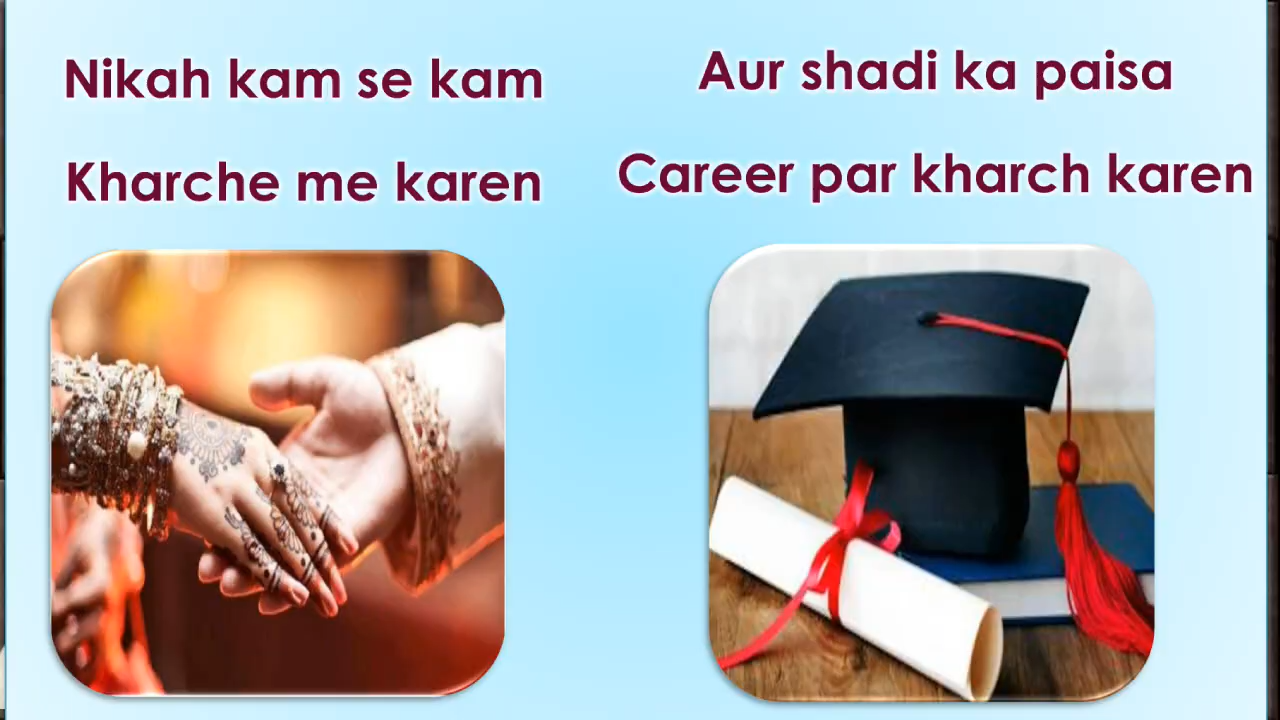 Nikah kam se kam
Kharche me karen
Aur shadi ka paisa
Career par kharch karen